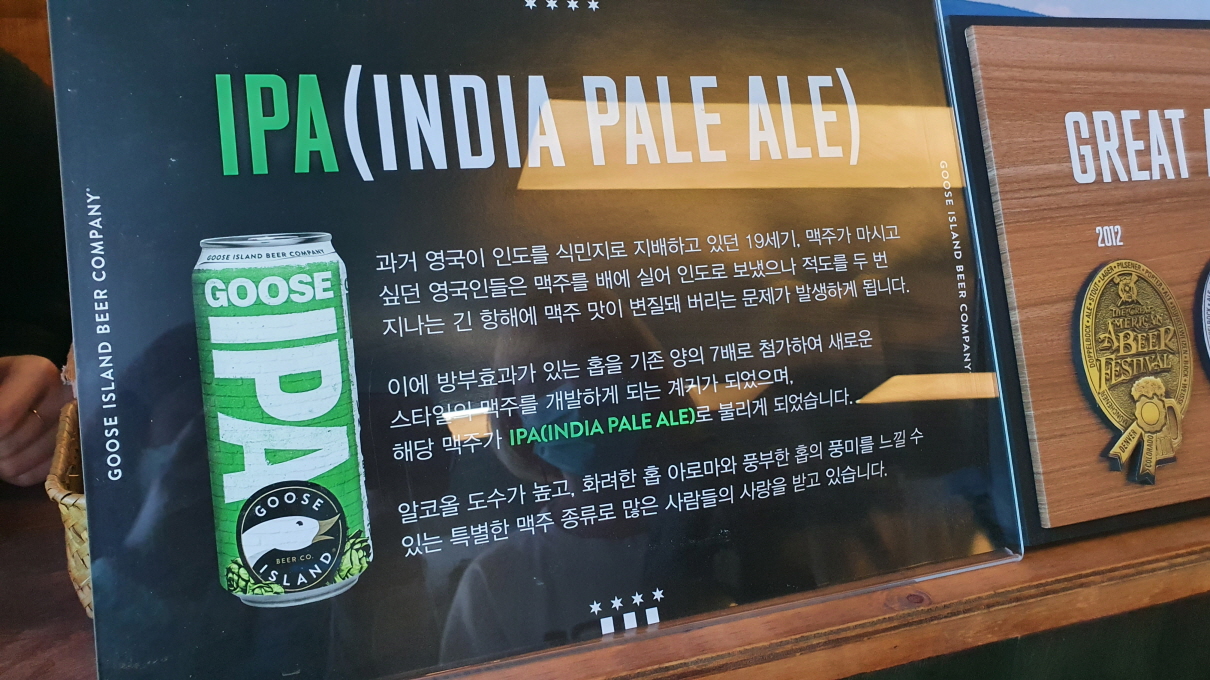 IPA(INDIA PALE ALE)
GOOSE ISLAND BEER COMPANY
GOOSE ISLAND BEER COMPANY
GOOSE ISLAND BEER COMPANY
GOOSE
IPA
GOOSE
ISLAND
BEER CO.
과거 영국이 인도를 식민지로 지배하고 있던 19세기, 맥주가 마시고
싶던 영국인들은 맥주를 배에 실어 인도로 보냈으나 적도를 두 번
지나는 긴 항해에 맥주 맛이 변질돼 버리는 문제가 발생하게 됩니다.
이에 방부효과가 있는 홉을 기존 양의 7배로 첨가하여 새로운
스타일의 맥주를 개발하게 되는 계기가 되었으며,
해당 맥주가 IPA(INDIA PALE ALE)로 불리게 되었습니다.
알코올 도수가 높고, 화려한 홉 아로마와 풍부한 홉의 풍미를 느낄 수
있는 특별한 맥주 종류로 많은 사람들의 사랑을 받고 있습니다.
GREAT
2012
THE GREAT
AMERICAN
BEER
FESTIVAL
DENVER
COLORADO